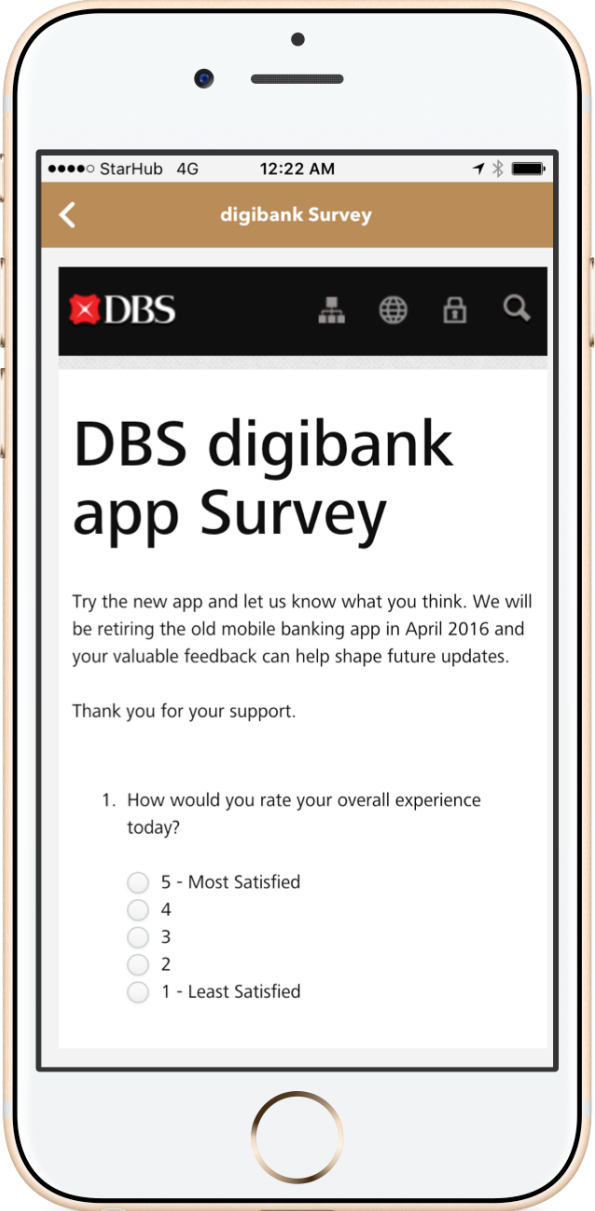 StarHub 4G 12:22 AM
digibank Survey
DBS
DBS digibank
app Survey
Try the new app and let us know what you think. We will
be retiring the old mobile banking app in April 2016 and
your valuable feedback can help shape future updates.
Thank you for your support.
1. How would you rate your overall experience
today?
5 - Most Satisfied
4
3
2
1 - Least Satisfied